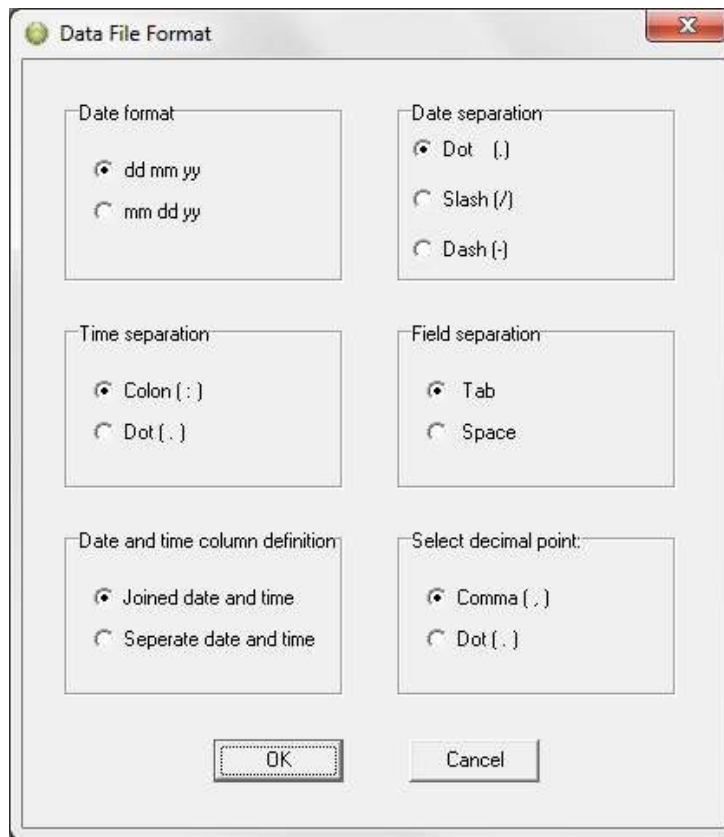 Data File Format
Date format
dd mm yy
mm dd yy
Date separation
Dot (.)
Slash (/)
Dash (-)
Time separation
Colon ( : )
Dot ( . )
Field separation
Tab
Space
Date and time column definition
Joined date and time
Seperate date and time
Select decimal point:
Comma ( , )
Dot ( . )
OK
Cancel